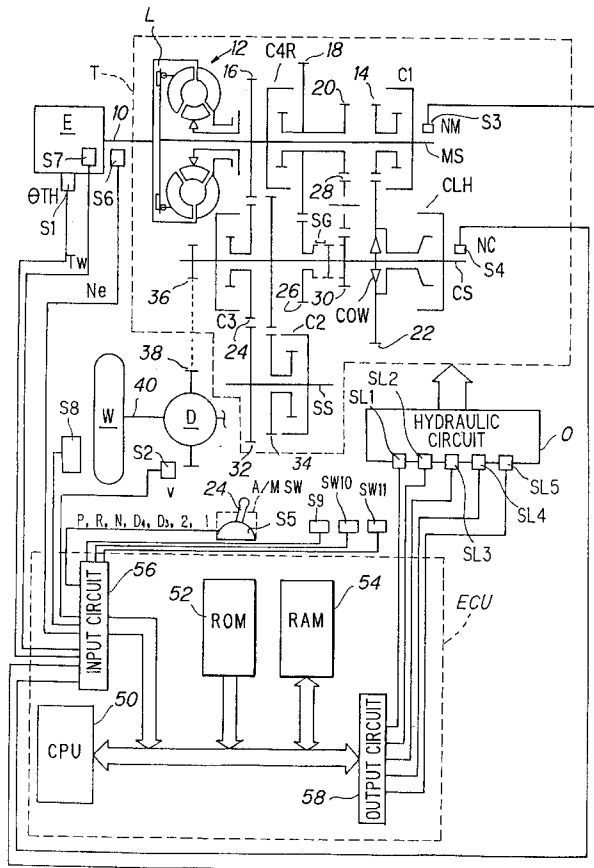 L
12
C4R
18
T
16
20
14
C1
S3
NM
MS
E
10
S7
S6
θTH
S1
Tw
Ne
28
CLH
SG
NC
S4
CS
36
26
30
COW
22
C3
24
C2
38
SS
W
40
D
32
34
S8
S2
V
SL1
SL2
HYDRAULIC
CIRCUIT
O
SL3
SL4
SL5
24
A/M SW
S5
S9
SW10
SW11
P, R, N, D4, D3, 2, 1
56
INPUT CIRCUIT
52
ROM
54
RAM
ECU
50
CPU
58
OUTPUT CIRCUIT